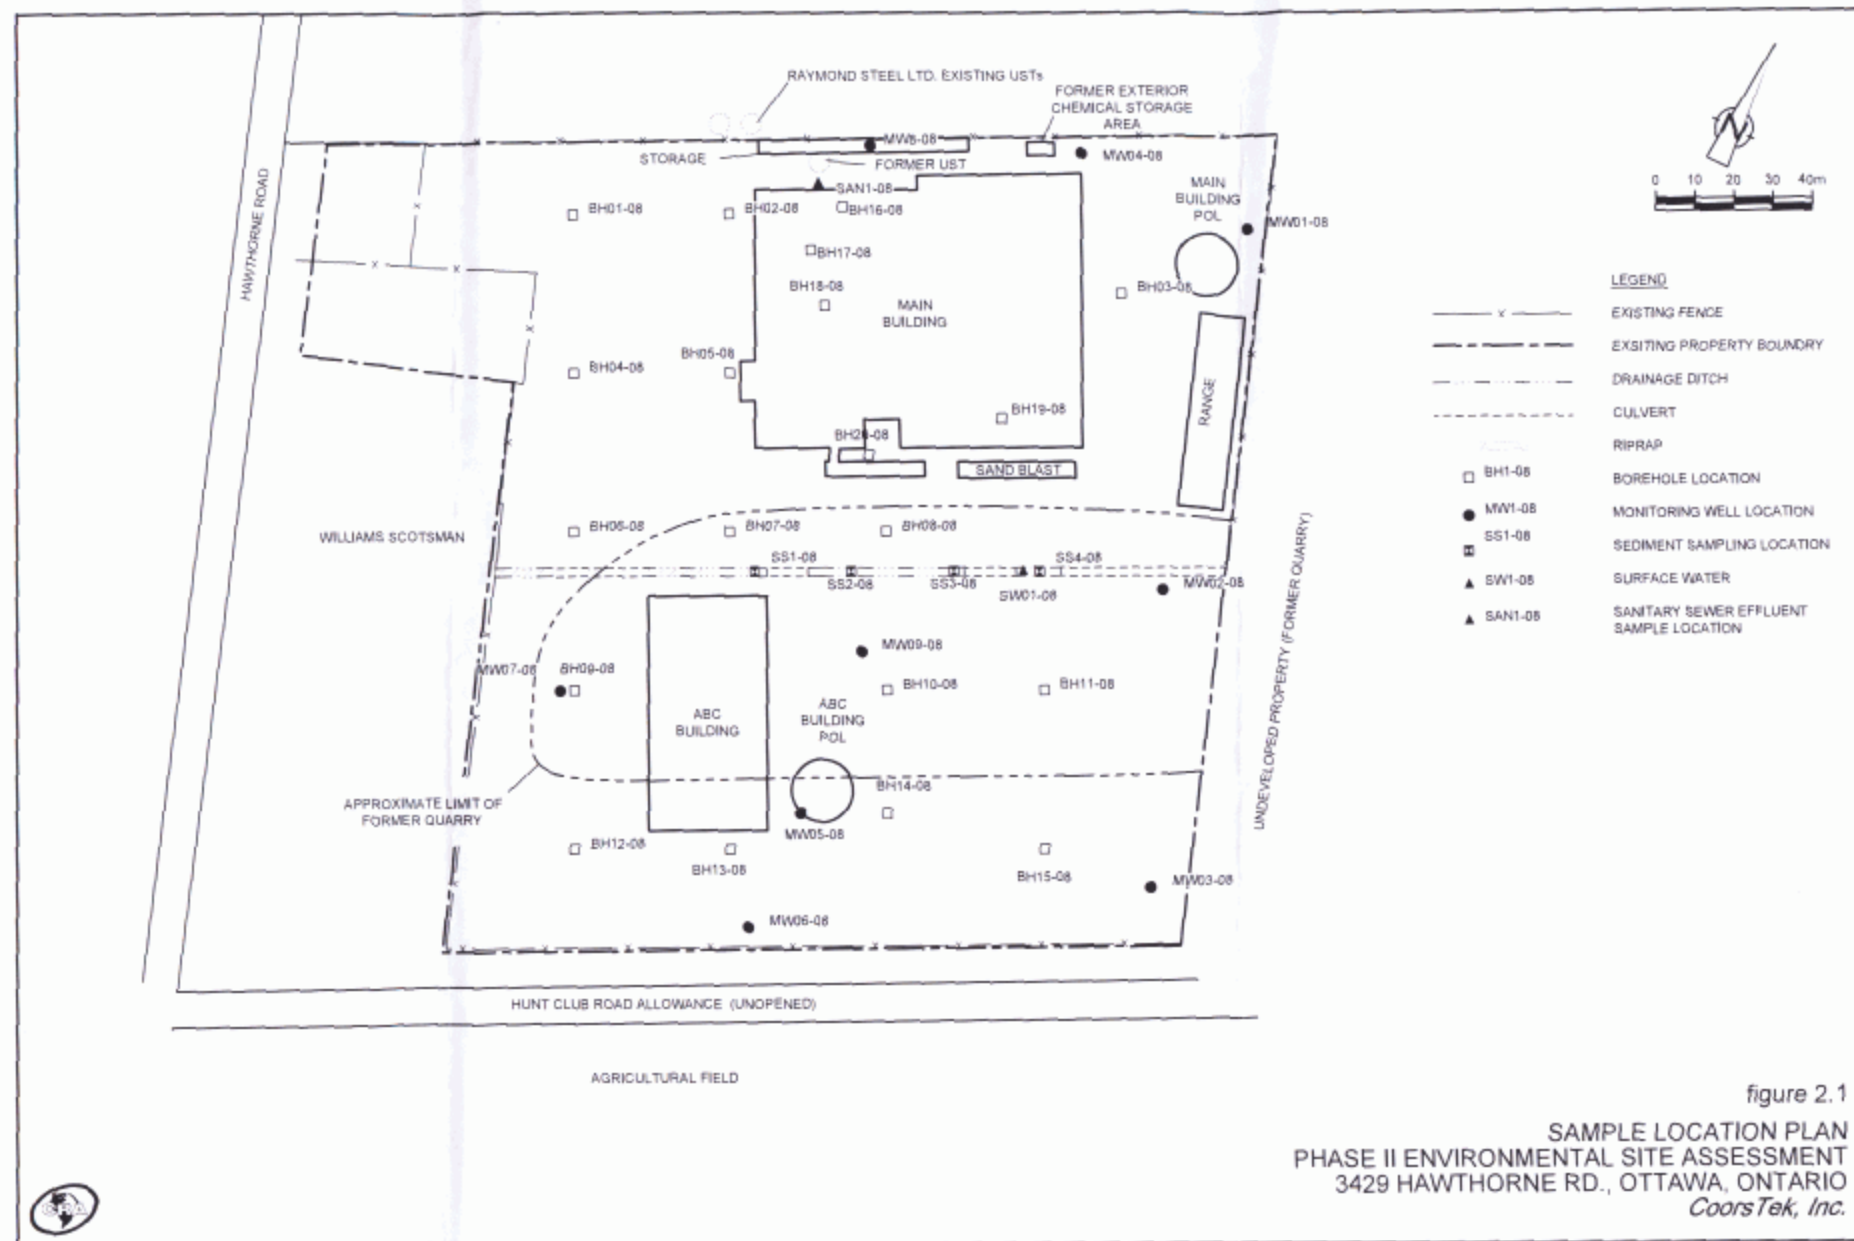 RAYMOND STEEL LTD. EXISTING USTs
FORMER EXTERIOR
CHEMICAL STORAGE
AREA
STORAGE
MW8-08
FORMER UST
MW04-08
SAN1-08
BH01-08
BH02-08
BH16-08
MAIN
BUILDING
POL
MW01-08
HAWTHORNE ROAD
BH17-08
BH18-08
MAIN
BUILDING
BH03-08
BH04-08
BH05-08
RANGE
BH19-08
BH20-08
SAND BLAST
WILLIAMS SCOTSMAN
BH06-08
BH07-08
BH08-08
SS1-08
SS2-08
SS3-08
SW01-08
SS4-08
MW02-08
UNDEVELOPED PROPERTY (FORMER QUARRY)
MW07-08
BH09-08
MW09-08
BH10-08
BH11-08
ABC
BUILDING
ABC
BUILDING
POL
APPROXIMATE LIMIT OF
FORMER QUARRY
BH14-08
MW05-08
BH12-08
BH13-08
BH15-08
MW03-08
MW06-08
HUNT CLUB ROAD ALLOWANCE (UNOPENED)
AGRICULTURAL FIELD
N
0 10 20 30 40m
LEGEND
EXISTING FENCE
EXSITING PROPERTY BOUNDRY
DRAINAGE DITCH
CULVERT
RIPRAP
BH1-08 BOREHOLE LOCATION
MW1-08 MONITORING WELL LOCATION
SS1-08 SEDIMENT SAMPLING LOCATION
SW1-08 SURFACE WATER
SAN1-08 SANITARY SEWER EFFLUENT
SAMPLE LOCATION
figure 2.1
SAMPLE LOCATION PLAN
PHASE II ENVIRONMENTAL SITE ASSESSMENT
3429 HAWTHORNE RD., OTTAWA, ONTARIO
CoorsTek, Inc.
CRA